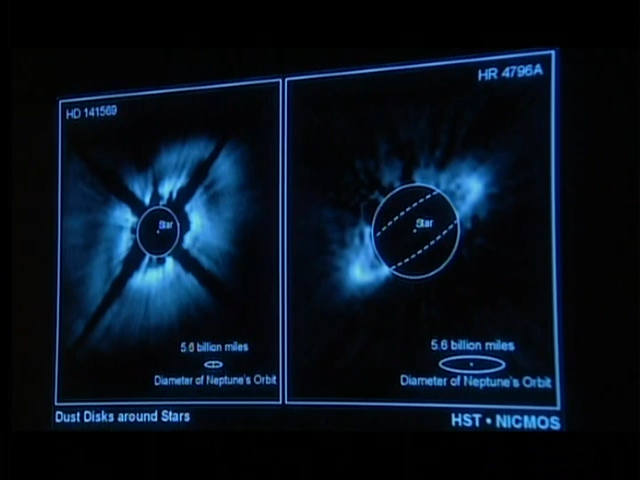 HD 141569
Star
5.6 billion miles
Diameter of Neptune's Orbit
HR 4796A
Star
5.6 billion miles
Diameter of Neptune's Orbit
Dust Disks around Stars
HST • NICMOS